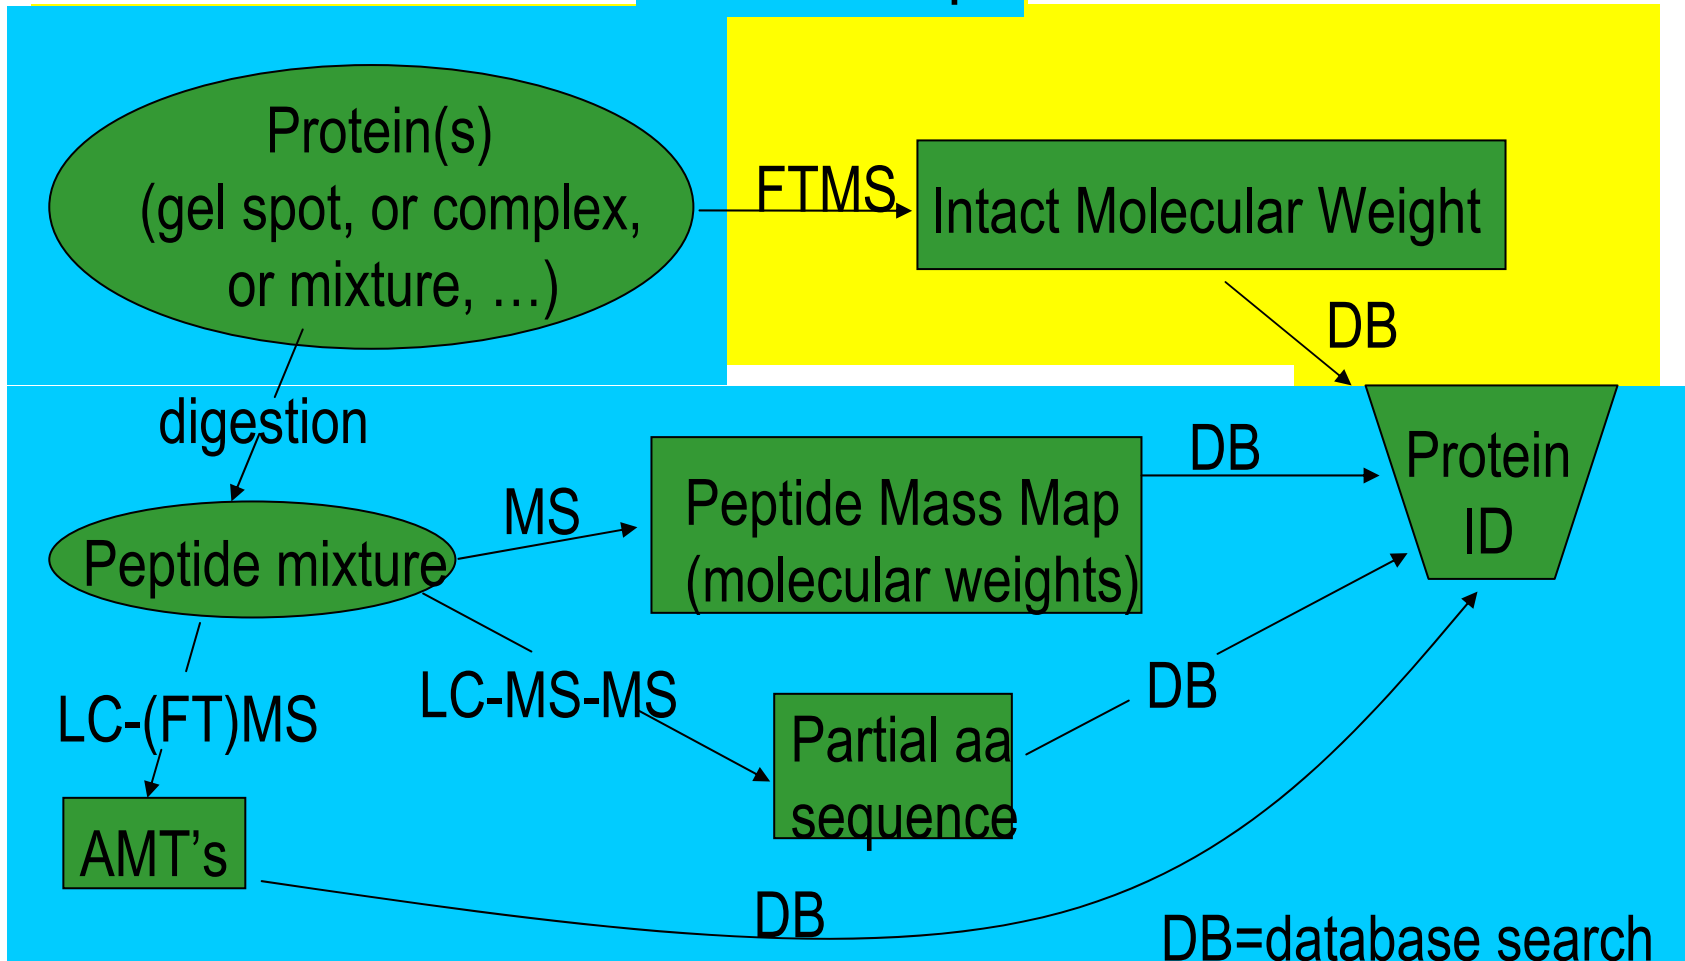 Protein(s)
(gel spot, or complex,
or mixture, …)
FTMS
Intact Molecular Weight
DB
digestion
DB
Protein
ID
MS
Peptide Mass Map
(molecular weights)
Peptide mixture
LC-(FT)MS
LC-MS-MS
DB
Partial aa
sequence
AMT’s
DB
DB=database search